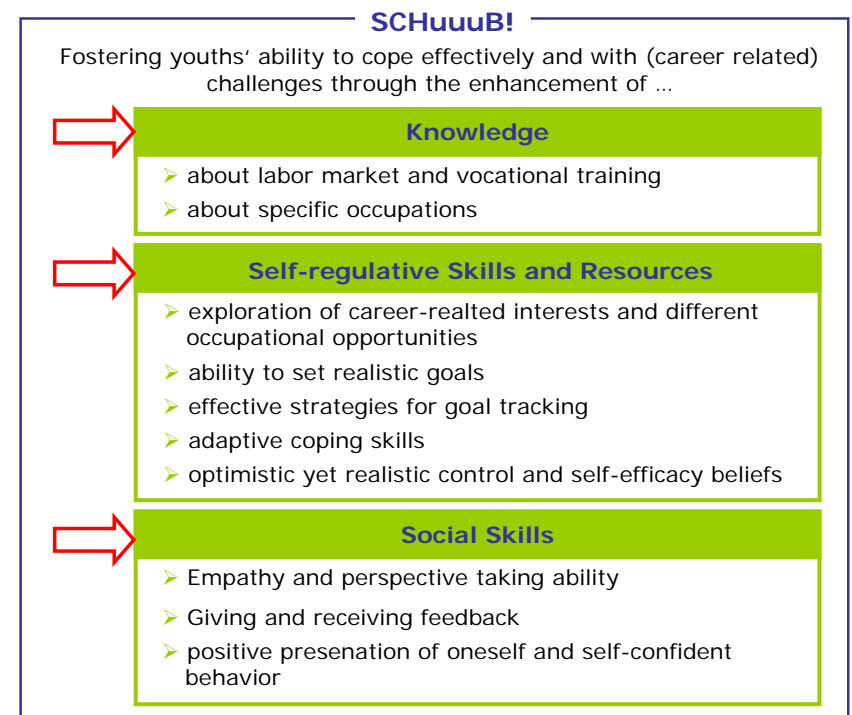 SCHuuuB!
Fostering youths‘ ability to cope effectively and with (career related)
challenges through the enhancement of …
Knowledge
about labor market and vocational training
about specific occupations
Self-regulative Skills and Resources
exploration of career-realted interests and different
occupational opportunities
ability to set realistic goals
effective strategies for goal tracking
adaptive coping skills
optimistic yet realistic control and self-efficacy beliefs
Social Skills
Empathy and perspective taking ability
Giving and receiving feedback
positive presenation of oneself and self-confident
behavior